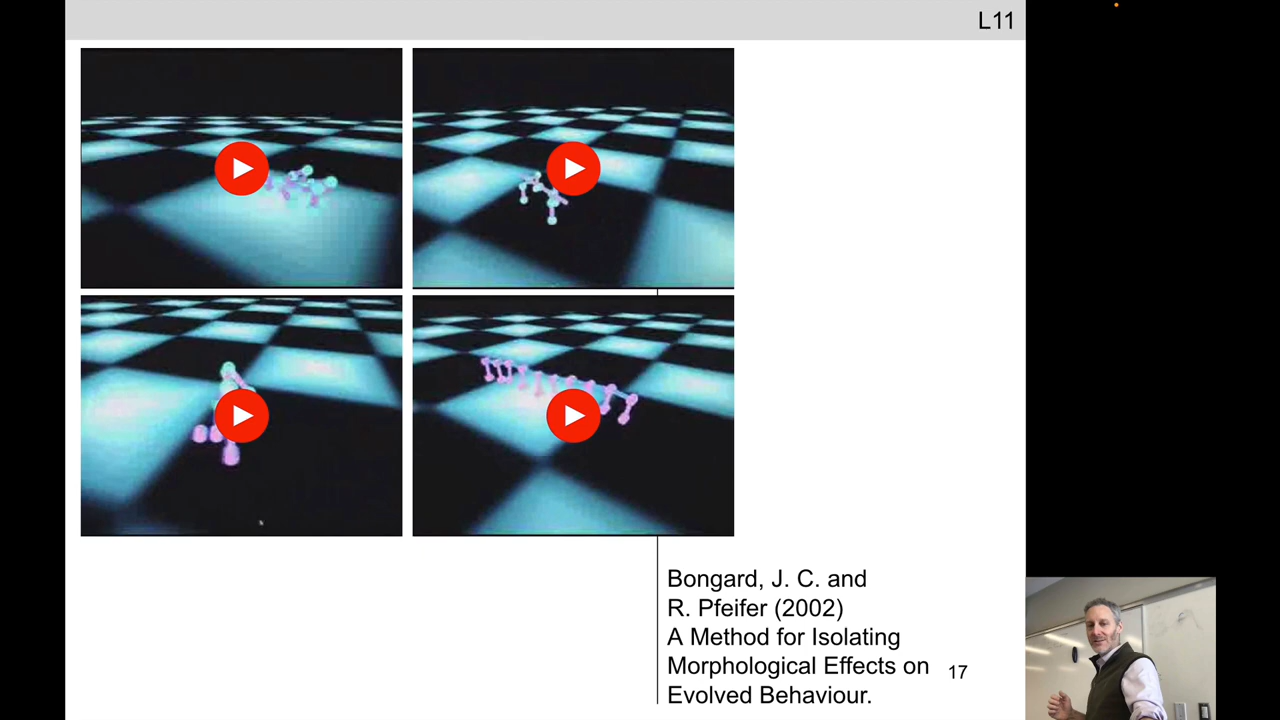 L11
Bongard, J. C. and
R. Pfeifer (2002)
A Method for Isolating
Morphological Effects on
Evolved Behaviour.
17